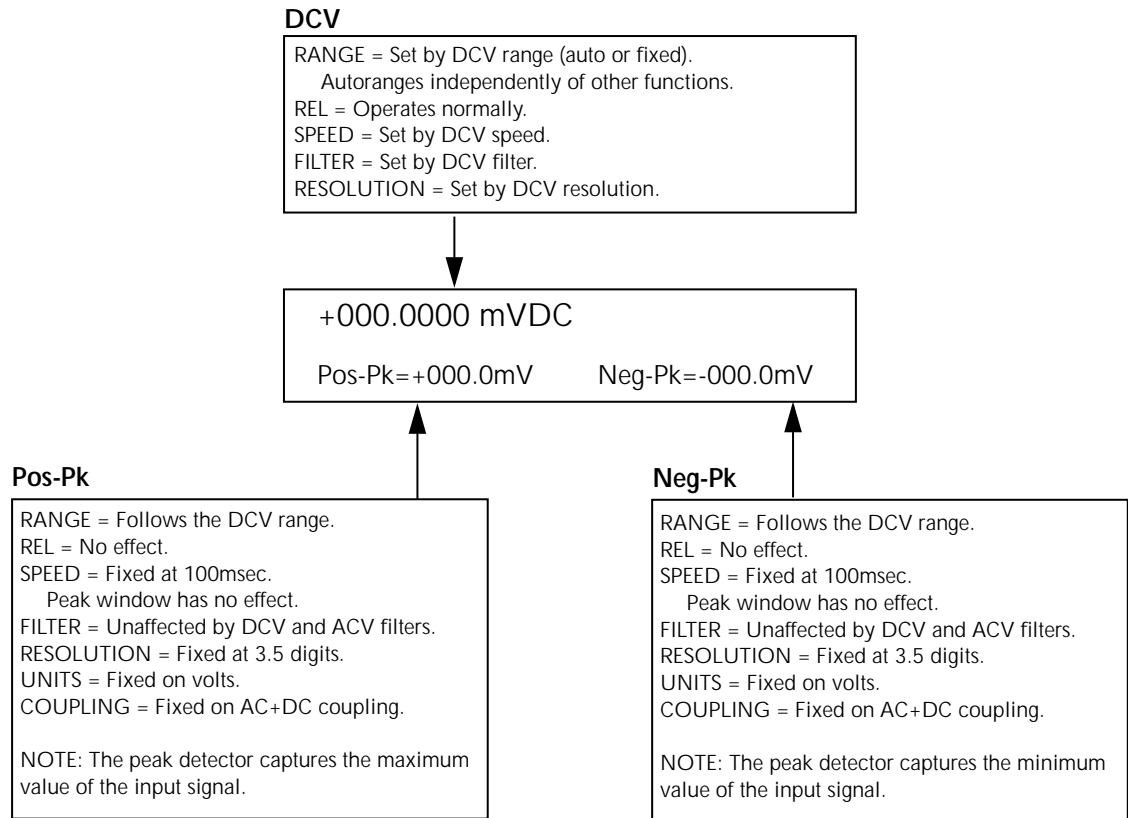 DCV
RANGE = Set by DCV range (auto or fixed).
Autoranges independently of other functions.
REL = Operates normally.
SPEED = Set by DCV speed.
FILTER = Set by DCV filter.
RESOLUTION = Set by DCV resolution.
+000.0000 mVDC
Pos-Pk=+000.0mV Neg-Pk=-000.0mV
Pos-Pk
RANGE = Follows the DCV range.
REL = No effect.
SPEED = Fixed at 100msec.
Peak window has no effect.
FILTER = Unaffected by DCV and ACV filters.
RESOLUTION = Fixed at 3.5 digits.
UNITS = Fixed on volts.
COUPLING = Fixed on AC+DC coupling.
NOTE: The peak detector captures the maximum
value of the input signal.
Neg-Pk
RANGE = Follows the DCV range.
REL = No effect.
SPEED = Fixed at 100msec.
Peak window has no effect.
FILTER = Unaffected by DCV and ACV filters.
RESOLUTION = Fixed at 3.5 digits.
UNITS = Fixed on volts.
COUPLING = Fixed on AC+DC coupling.
NOTE: The peak detector captures the minimum
value of the input signal.